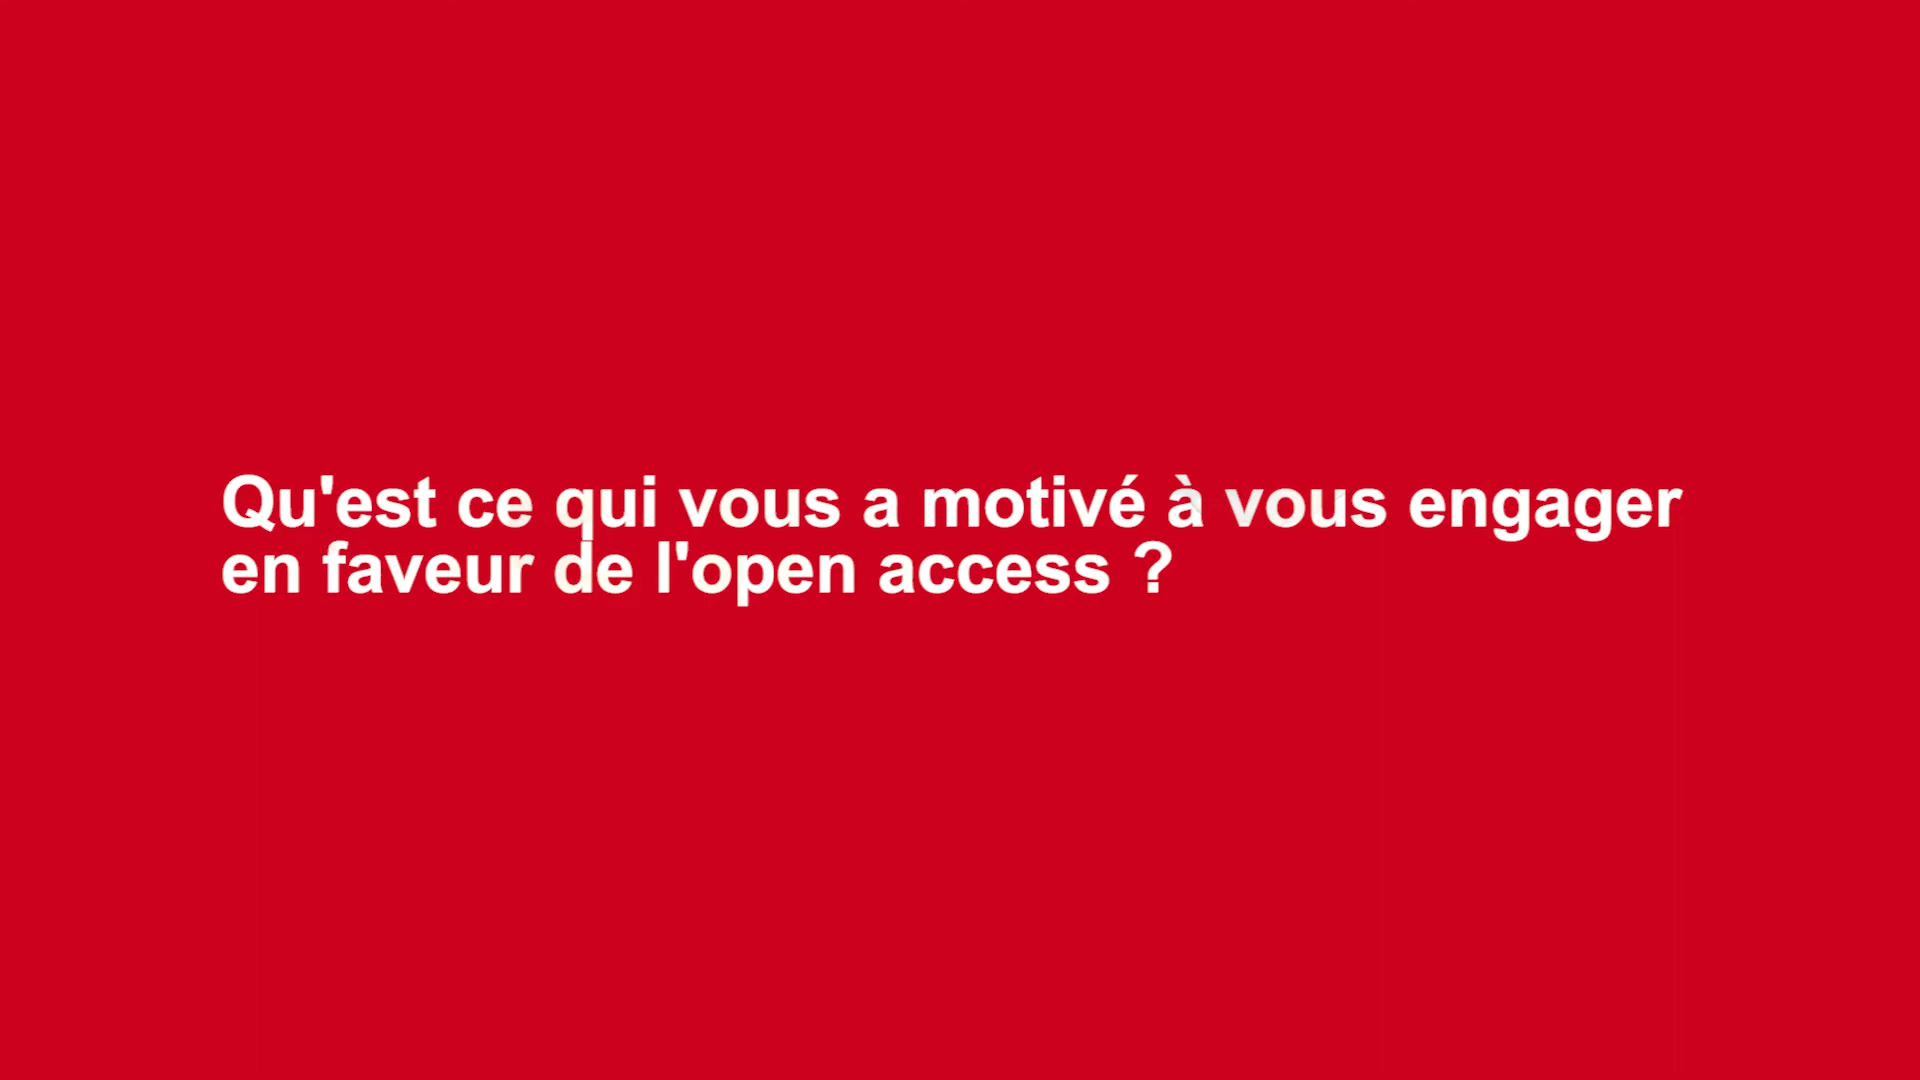 Qu'est ce qui vous a motivé à vous engager
en faveur de l'open access ?